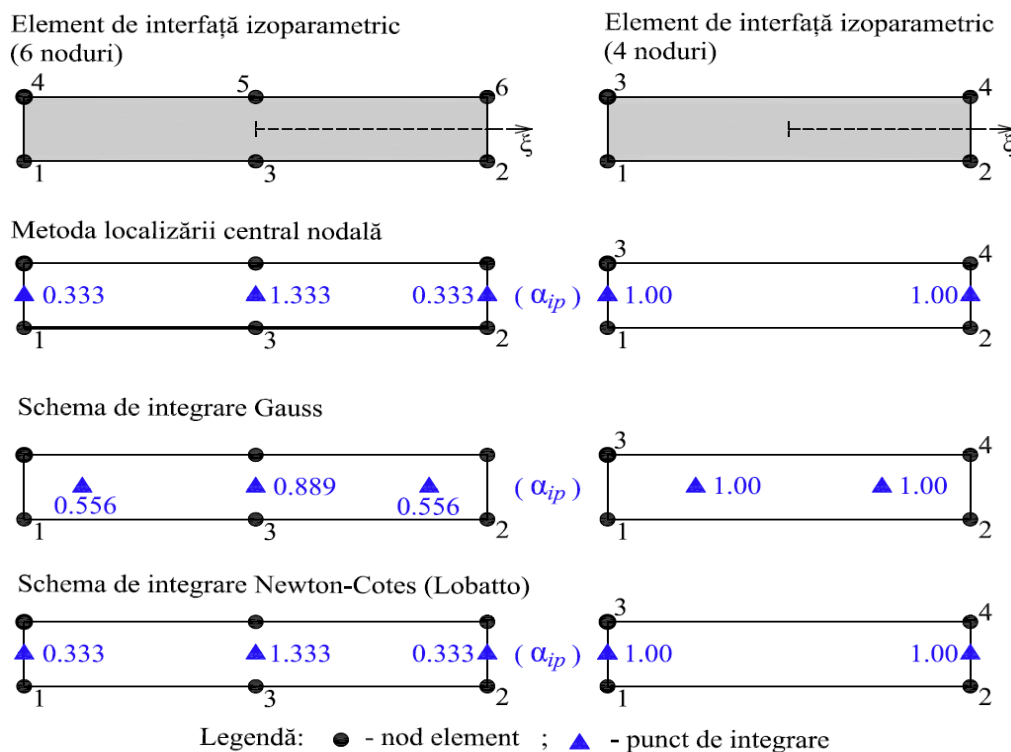 Element de interfață izoparametric
(6 noduri)
Element de interfață izoparametric
(4 noduri)
4 5 6
ξ
1 3 2
3 4
ξ
1 2
Metoda localizării central nodală
0.333 1.333 0.333 (α_ip)
1 3 2
3 4
1.00 1.00
1 2
Schema de integrare Gauss
0.556 0.889 0.556 (α_ip)
1 3 2
3 4
1.00 1.00
1 2
Schema de integrare Newton-Cotes (Lobatto)
0.333 1.333 0.333 (α_ip)
1 3 2
3 4
1.00 1.00
1 2
Legendă: - nod element ; - punct de integrare